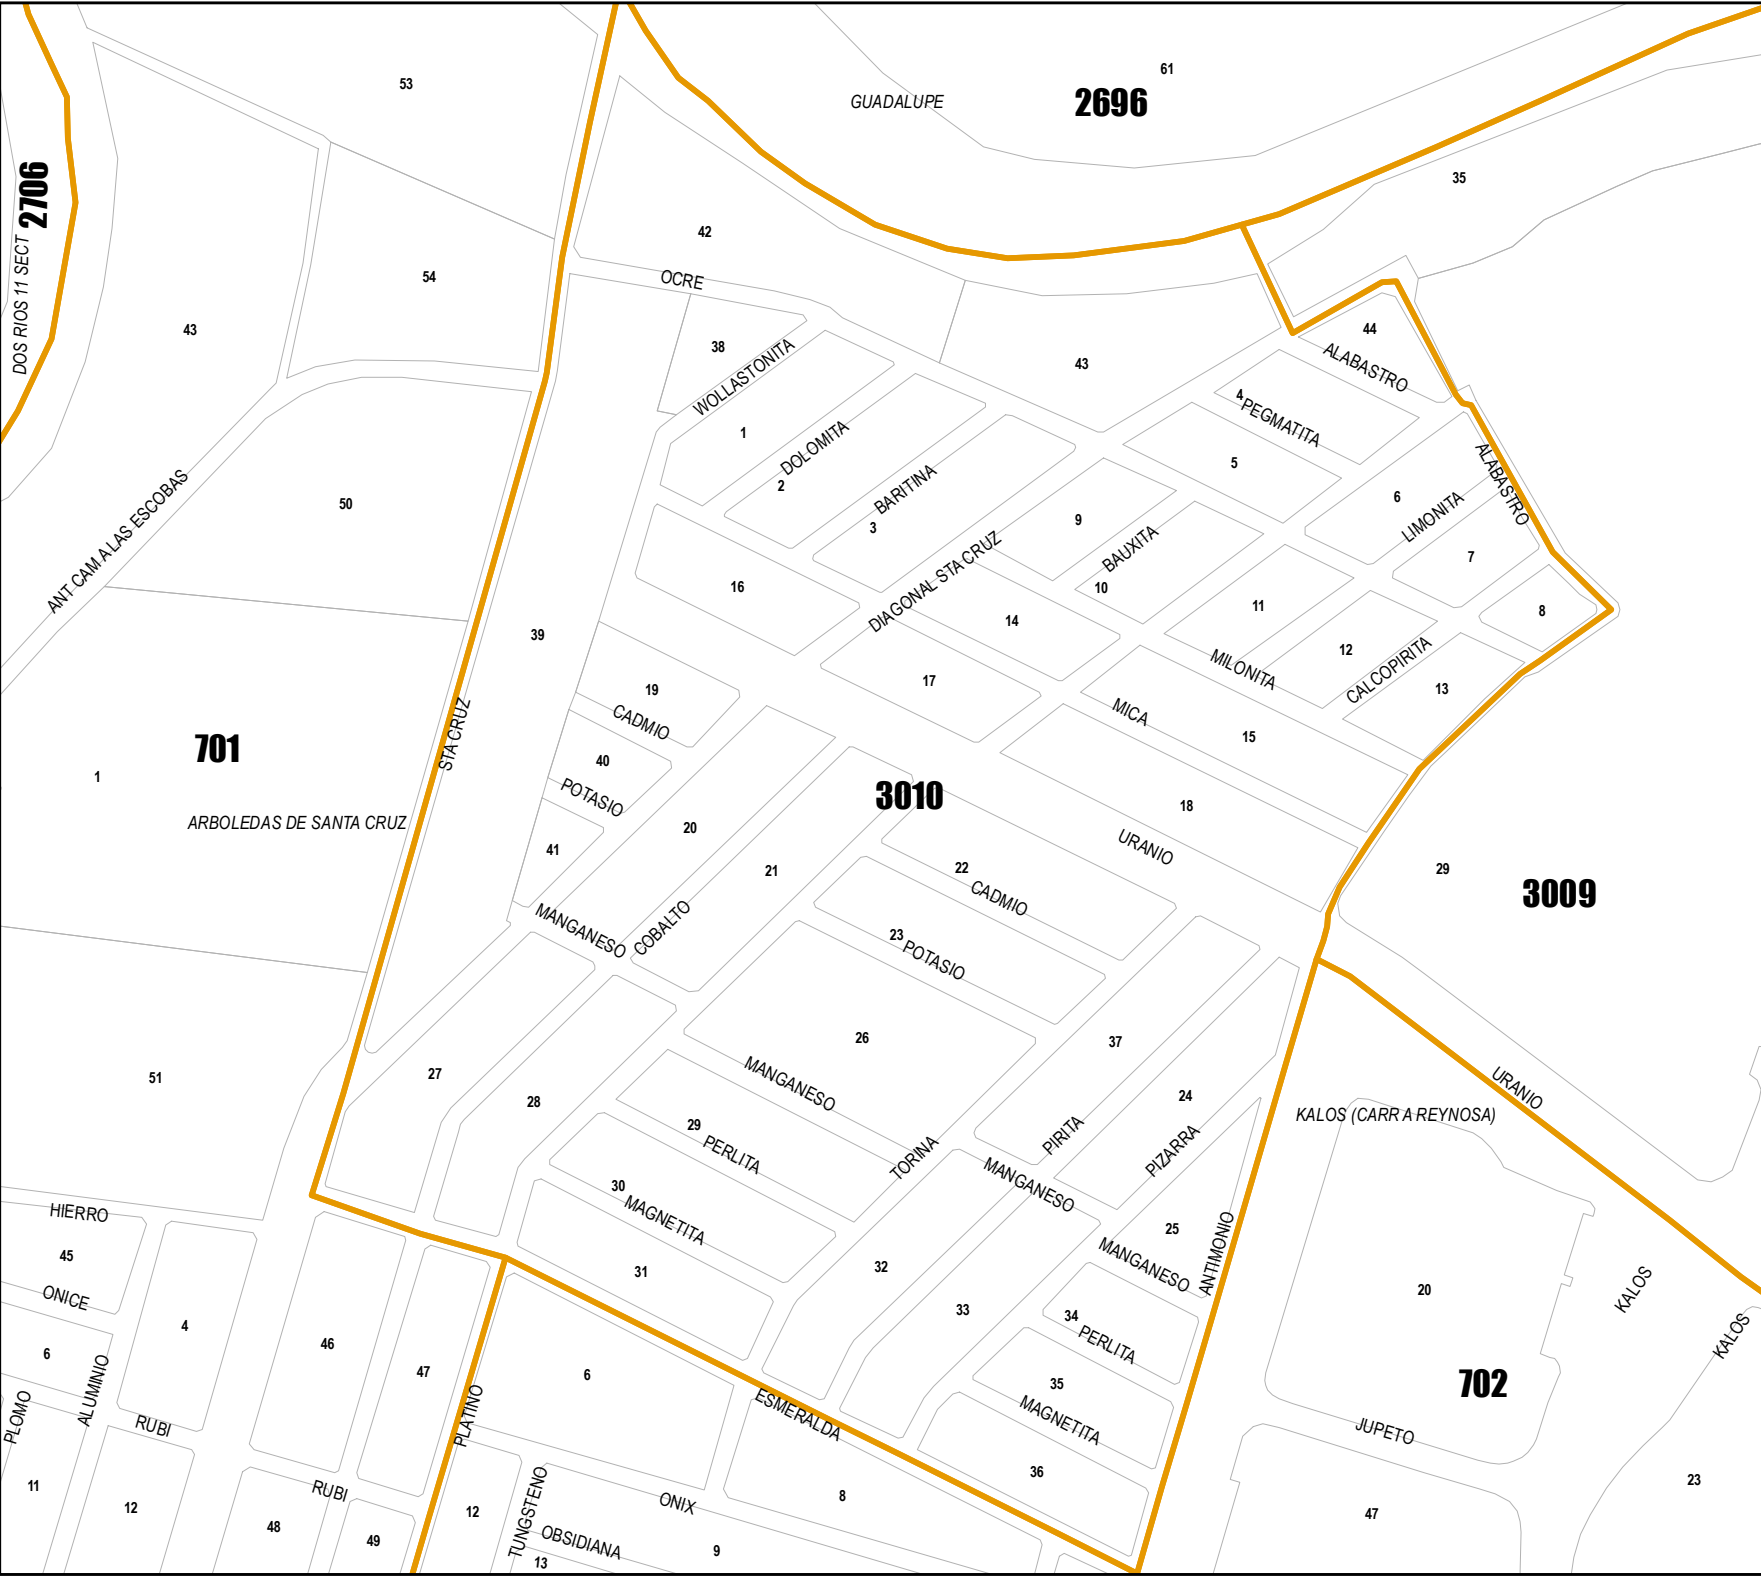 53
61
GUADALUPE
2696
35
2706
DOS RIOS 11 SECT
42
54
OCRE
43
38
WOLLASTONITA
44
ALABASTRO
43
4
PEGMATITA
1
DOLOMITA
2
BARITINA
3
5
ALABASTRO
6
LIMONITA
50
ANT CAM A LAS ESCOBAS
9
BAUXITA
7
16
DIAGONAL STA CRUZ
10
14
11
8
39
12
MILONITA
CALCOPIRITA
13
19
17
CADMIO
MICA
15
STA CRUZ
701
1
40
POTASIO
3010
18
ARBOLEDAS DE SANTA CRUZ
20
41
URANIO
21
22
CADMIO
29
3009
MANGANESO
COBALTO
23
POTASIO
26
37
51
27
28
MANGANESO
24
URANIO
KALOS (CARR A REYNOSA)
29
PERLITA
TORINA
PIRITA
PIZARRA
MANGANESO
30
MAGNETITA
HIERRO
45
25
MANGANESO
ANTIMONIO
31
32
ONICE
20
KALOS
33
4
34
PERLITA
KALOS
46
6
ALUMINIO
47
6
35
MAGNETITA
702
PLOMO
RUBI
PLATINO
ESMERALDA
JUPETO
36
11
12
RUBI
TUNGSTENO
ONIX
8
23
48
49
12
OBSIDIANA
13
9
47